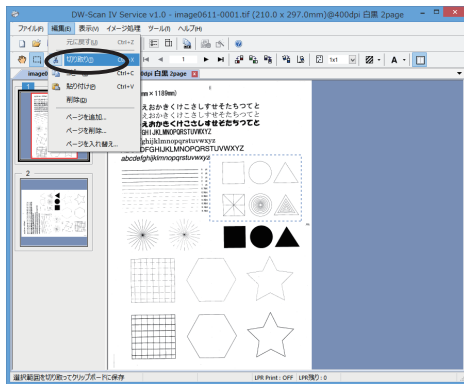 DW-Scan IV Service v1.0 - image0611-0001.tif (210.0 x 297.0mm)@400dpi 白黒 2page
ファイル(F) 編集(E) 表示(V) イメージ処理 ツール(T) ヘルプ(H)
元に戻す(U) Ctrl+Z
切り取り(T) Ctrl+X
Ctrl+C
貼り付け(P) Ctrl+V
削除(D)
ページを追加...
ページを削除...
ページを入れ替え...
1
1x1
A
image0
0dpi 白黒 2page
1
2
mm × 1189mm)
えおかきくけこさしすせそたちつてと
えおかきくけこさしすせそたちつてと
えおかきくけこさしすせそたちつてと
GHIJKLMNOPQRSTUVWXYZ
ghijklmnopqrstuvwxyz
DFGHIJKLMNOPQRSTUVWXYZ
abcdefghijklmnopqrstuvwxyz
選択範囲を切り取ってクリップボードに保存
LPR Print : OFF
LPR残り : 0